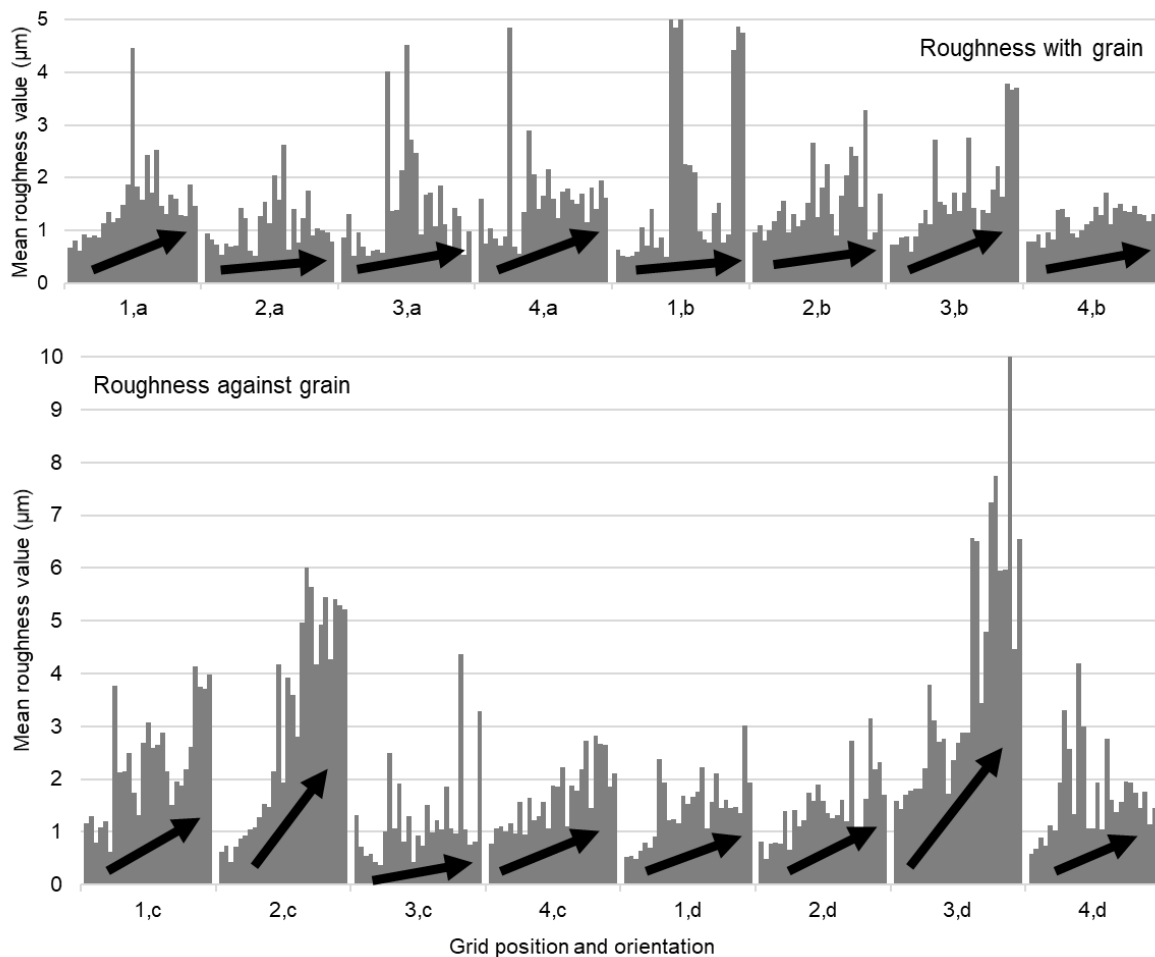 Roughness with grain
Mean roughness value (µm)
5
4
3
2
1
0
1,a 2,a 3,a 4,a 1,b 2,b 3,b 4,b
Roughness against grain
Mean roughness value (µm)
10
9
8
7
6
5
4
3
2
1
0
1,c 2,c 3,c 4,c 1,d 2,d 3,d 4,d
Grid position and orientation